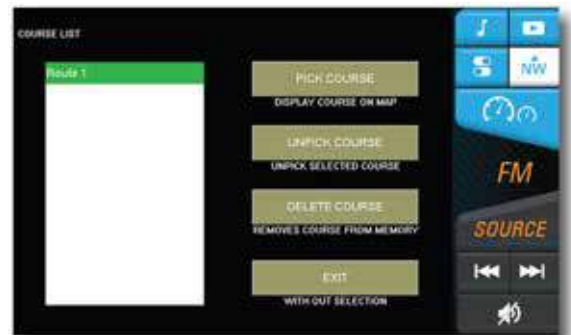 COURSE LIST
Route 1
PICK COURSE
DISPLAY COURSE ON MAP
UNPICK COURSE
UNPICK SELECTED COURSE
DELETE COURSE
REMOVES COURSE FROM MEMORY
EXIT
WITH OUT SELECTION
NW
FM
SOURCE